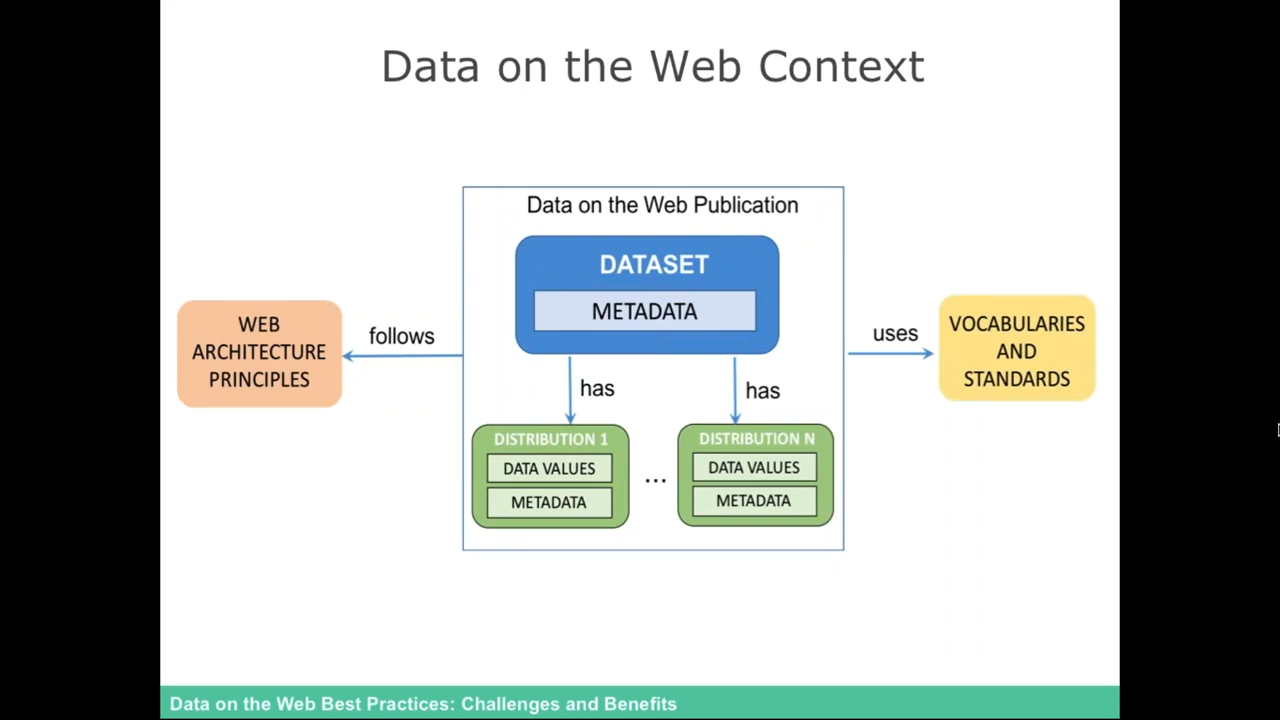 Data on the Web Context
Data on the Web Publication
DATASET
METADATA
WEB
ARCHITECTURE
PRINCIPLES
follows
uses
VOCABULARIES
AND
STANDARDS
has
has
DISTRIBUTION 1
DATA VALUES
METADATA
...
DISTRIBUTION N
DATA VALUES
METADATA
Data on the Web Best Practices: Challenges and Benefits